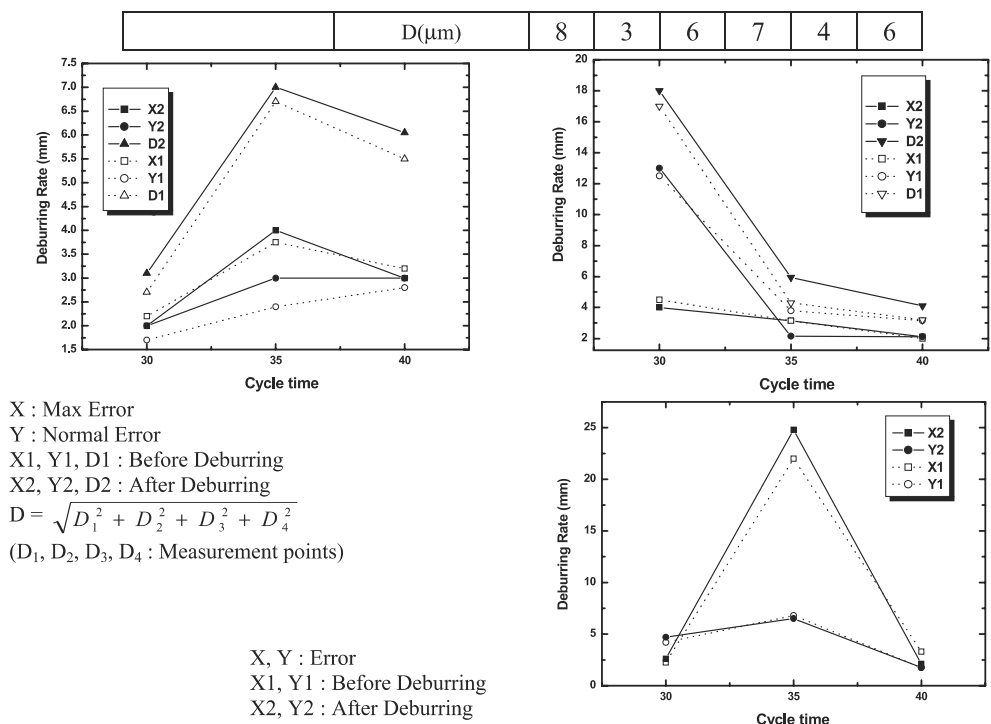 D(μm) 8 3 6 7 4 6
7.5
7.0
6.5
6.0
5.5
5.0
4.5
4.0
3.5
3.0
2.5
2.0
1.5
Deburring Rate (mm)
X2
Y2
D2
X1
Y1
D1
30 35 40
Cycle time
20
18
16
14
12
10
8
6
4
2
Deburring Rate (mm)
X2
Y2
D2
X1
Y1
D1
30 35 40
Cycle time
X : Max Error
Y : Normal Error
X1, Y1, D1 : Before Deburring
X2, Y2, D2 : After Deburring
D = √(D₁² + D₂² + D₃² + D₄²)
(D₁, D₂, D₃, D₄ : Measurement points)
25
20
15
10
5
0
Deburring Rate (mm)
X2
Y2
X1
Y1
30 35 40
Cycle time
X, Y : Error
X1, Y1 : Before Deburring
X2, Y2 : After Deburring